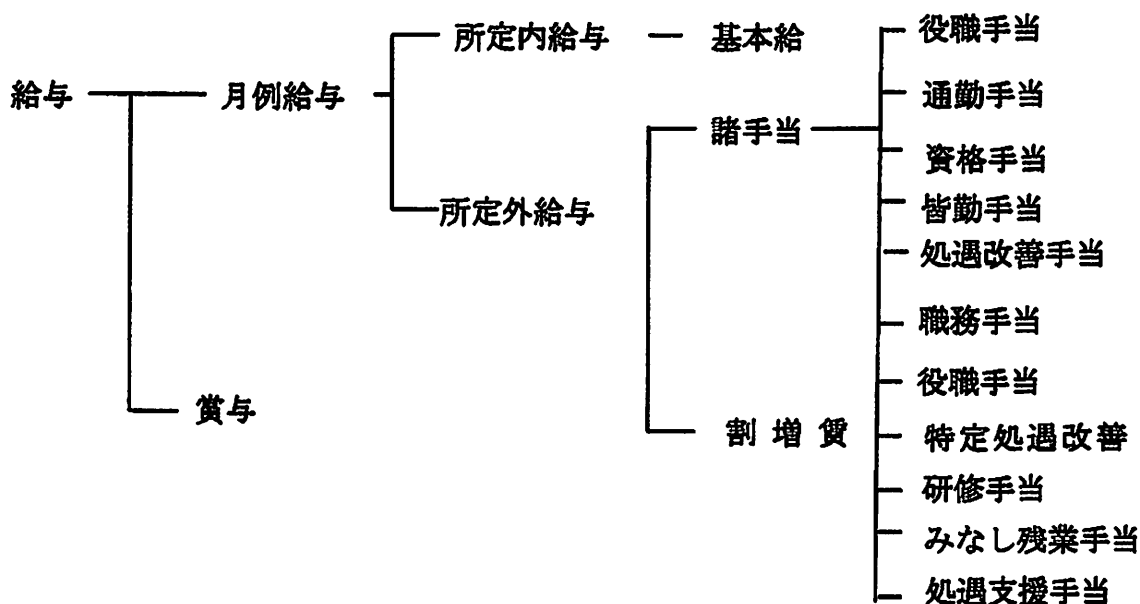 給与
月例給与
所定内給与
基本給
諸手当
所定外給与
賞与
割増賃
役職手当
通勤手当
資格手当
皆勤手当
処遇改善手当
職務手当
役職手当
特定処遇改善
研修手当
みなし残業手当
処遇支援手当